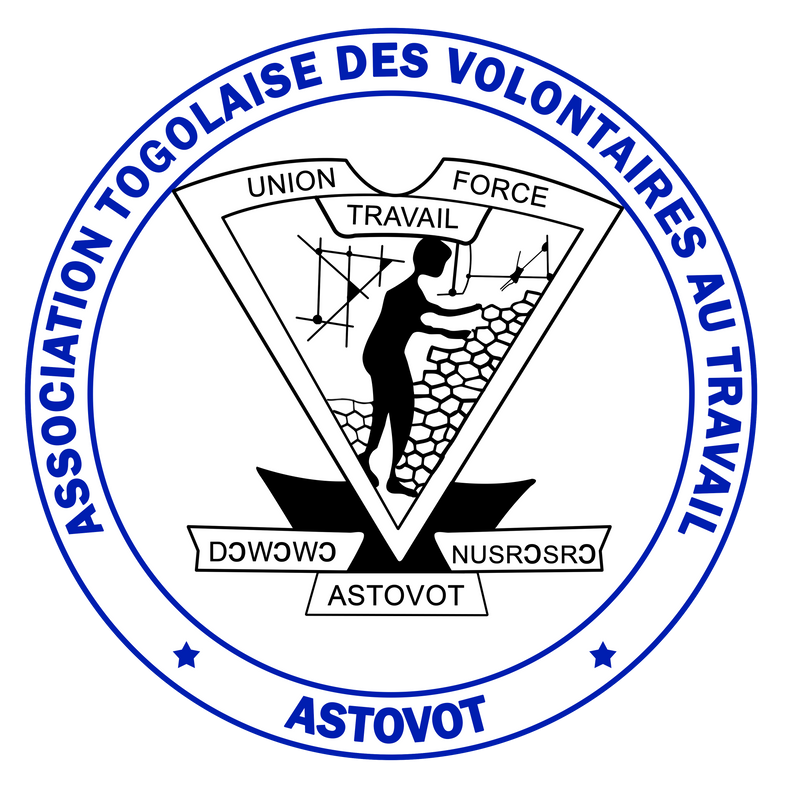 ASSOCIATION TOGOLAISE DES VOLONTAIRES AU TRAVAIL
UNION
FORCE
TRAVAIL
DƆWƆWƆ
NUSRƆSRƆ
ASTOVOT
ASTOVOT